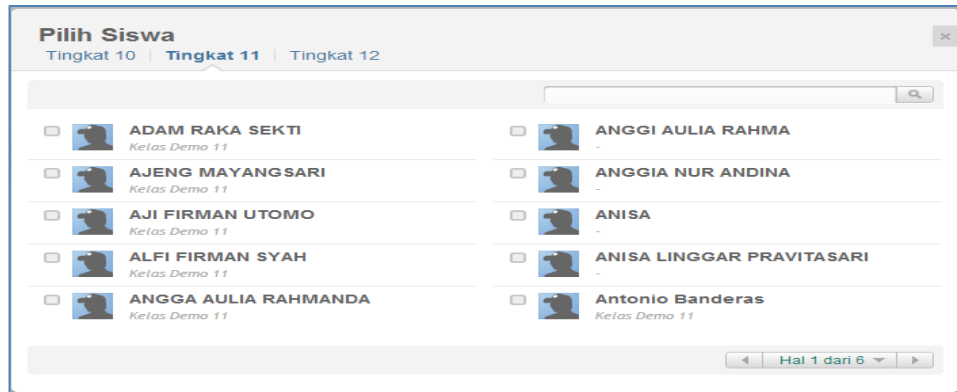 Pilih Siswa
Tingkat 10 | Tingkat 11 | Tingkat 12
ADAM RAKA SEKTI
Kelas Demo 11
AJENG MAYANGSARI
Kelas Demo 11
AJI FIRMAN UTOMO
Kelas Demo 11
ALFI FIRMAN SYAH
Kelas Demo 11
ANGGA AULIA RAHMANDA
Kelas Demo 11
ANGGI AULIA RAHMA
-
ANGGIA NUR ANDINA
-
ANISA
-
ANISA LINGGAR PRAVITASARI
-
Antonio Banderas
Kelas Demo 11
Hal 1 dari 6